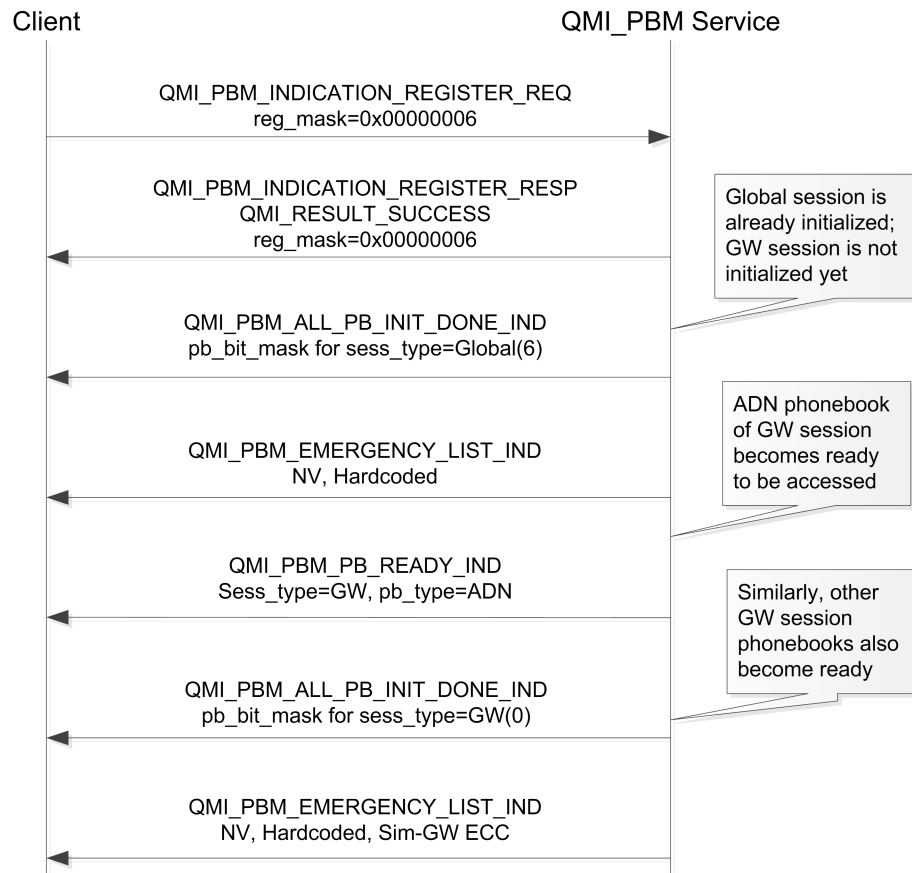 Client
QMI_PBM Service
QMI_PBM_INDICATION_REGISTER_REQ
reg_mask=0x00000006
QMI_PBM_INDICATION_REGISTER_RESP
QMI_RESULT_SUCCESS
reg_mask=0x00000006
Global session is
already initialized;
GW session is not
initialized yet
QMI_PBM_ALL_PB_INIT_DONE_IND
pb_bit_mask for sess_type=Global(6)
ADN phonebook
of GW session
becomes ready
to be accessed
QMI_PBM_EMERGENCY_LIST_IND
NV, Hardcoded
QMI_PBM_PB_READY_IND
Sess_type=GW, pb_type=ADN
Similarly, other
GW session
phonebooks also
become ready
QMI_PBM_ALL_PB_INIT_DONE_IND
pb_bit_mask for sess_type=GW(0)
QMI_PBM_EMERGENCY_LIST_IND
NV, Hardcoded, Sim-GW ECC